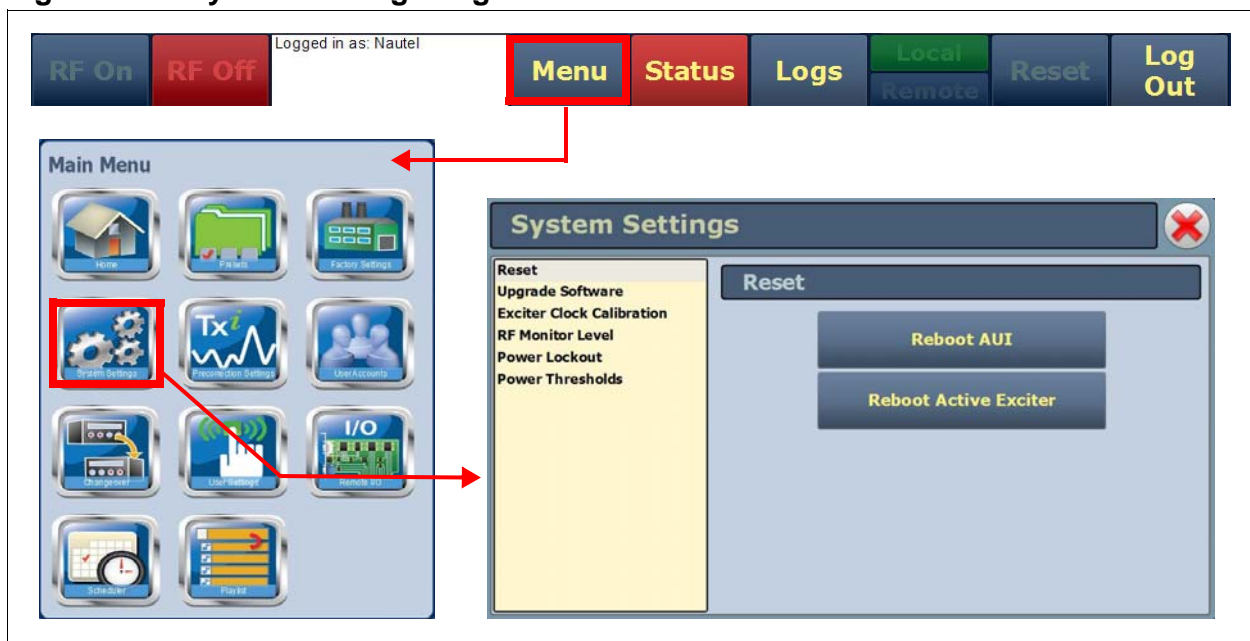 Logged in as: Nautel
RF On
RF Off
Menu
Status
Logs
Local
Remote
Reset
Log
Out
Main Menu
Home
Presets
Factory Settings
System Settings
Txi
Precorrection Settings
User Accounts
I/O
Changeover
User Settings
Remote I/O
Scheduler
Playlist
System Settings
Reset
Upgrade Software
Exciter Clock Calibration
RF Monitor Level
Power Lockout
Power Thresholds
Reset
Reboot AUI
Reboot Active Exciter